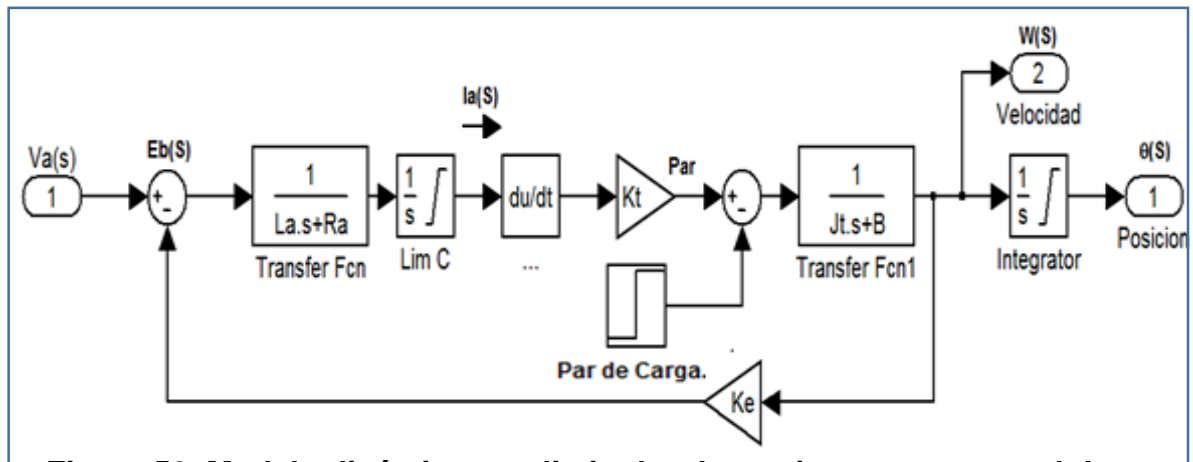 W(S)
2
Velocidad
Ia(S)
Va(s)
1
Eb(S)
+
-
1
La.s+Ra
Transfer Fcn
1
s
Lim C
du/dt
...
Kt
Par
+
-
1
Jt.s+B
Transfer Fcn1
1
s
Integrator
θ(S)
1
Posicion
Par de Carga.
Ke